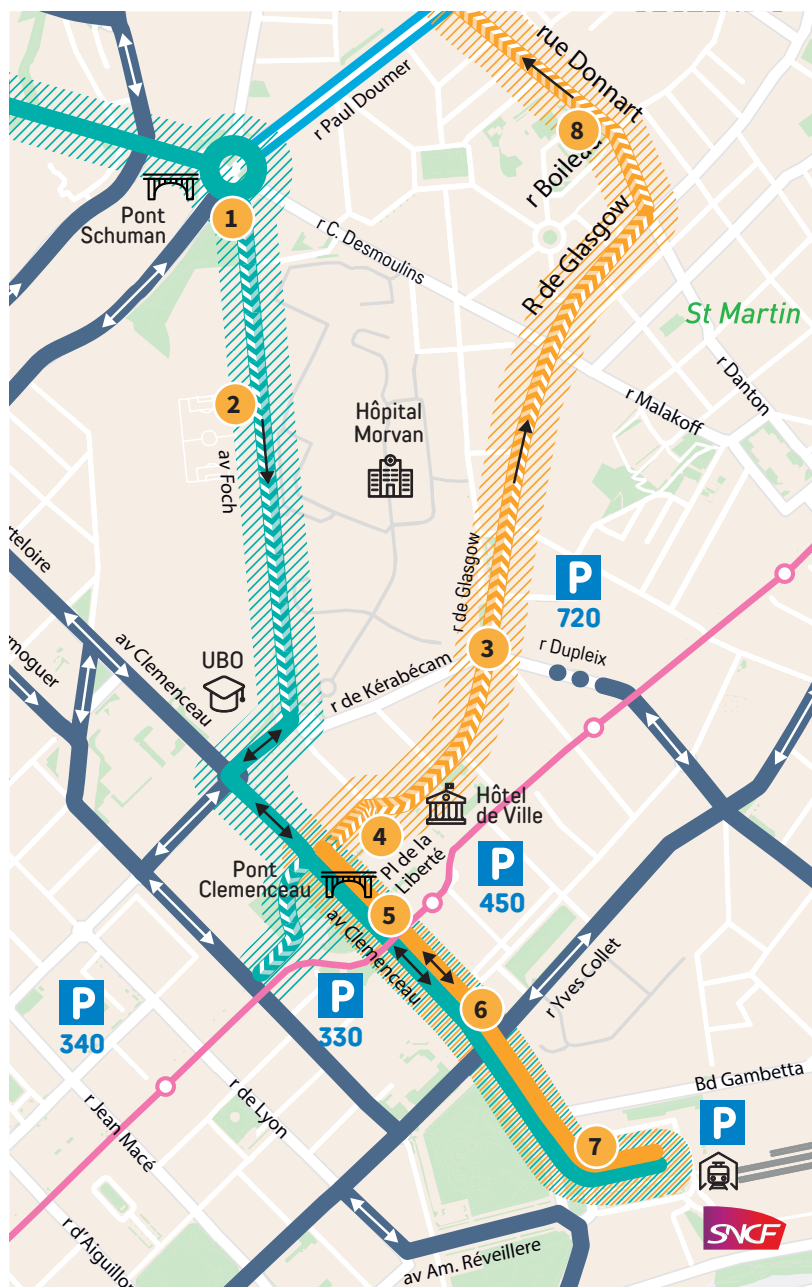 rue Donnart
r Paul Doumer
8
r Boileau
Pont
Schuman
1
r C. Desmoulins
R de Glasgow
St Martin
2
Hôpital
Morvan
r Malakoff
r Danton
av Foch
r de Glasgow
P
720
3
r Dupleix
av Clemenceau
UBO
r de Kérabécam
4
Hôtel
de Ville
Pl de la
Liberté
Pont
Clemenceau
5
P
450
av Clemenceau
P
340
P
330
6
r Yves Collet
r de Lyon
r Jean Macé
Bd Gambetta
7
P
SNCF
r d'Aiguillon
av Am. Réveillere